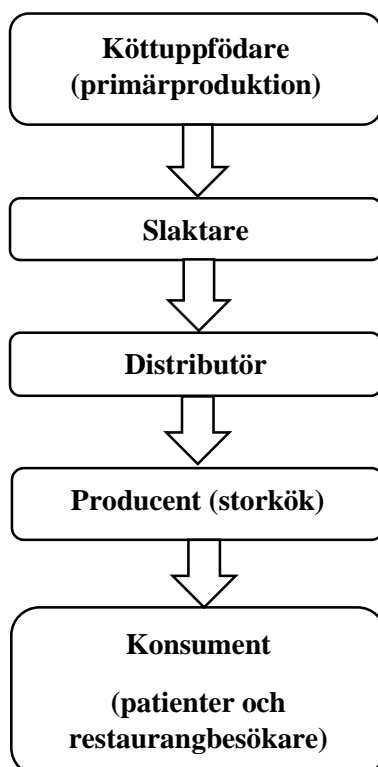 Köttuppfödare
(primärproduktion)
Slaktare
Distributör
Producent (storkök)
Konsument
(patienter och
restaurangbesökare)